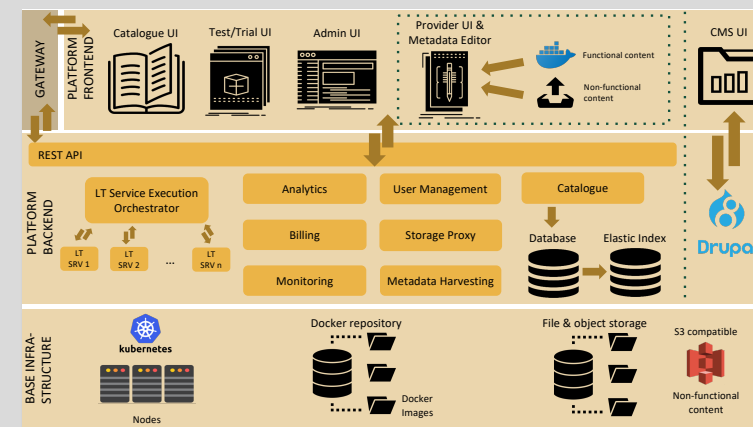 GATEWAY
PLATFORM
FRONTEND
Catalogue UI
Test/Trial UI
Admin UI
Provider UI &
Metadata Editor
Functional content
Non-functional
content
CMS UI
PLATFORM
BACKEND
REST API
LT Service Execution
Orchestrator
LT
SRV 1
LT
SRV 2
...
LT
SRV n
Analytics
User Management
Catalogue
Billing
Storage Proxy
Monitoring
Metadata Harvesting
Database
Elastic Index
Drupa
BASE INFRA-
STRUCTURE
kubernetes
Nodes
Docker repository
Docker
Images
File & object storage
S3 compatible
Non-functional
content